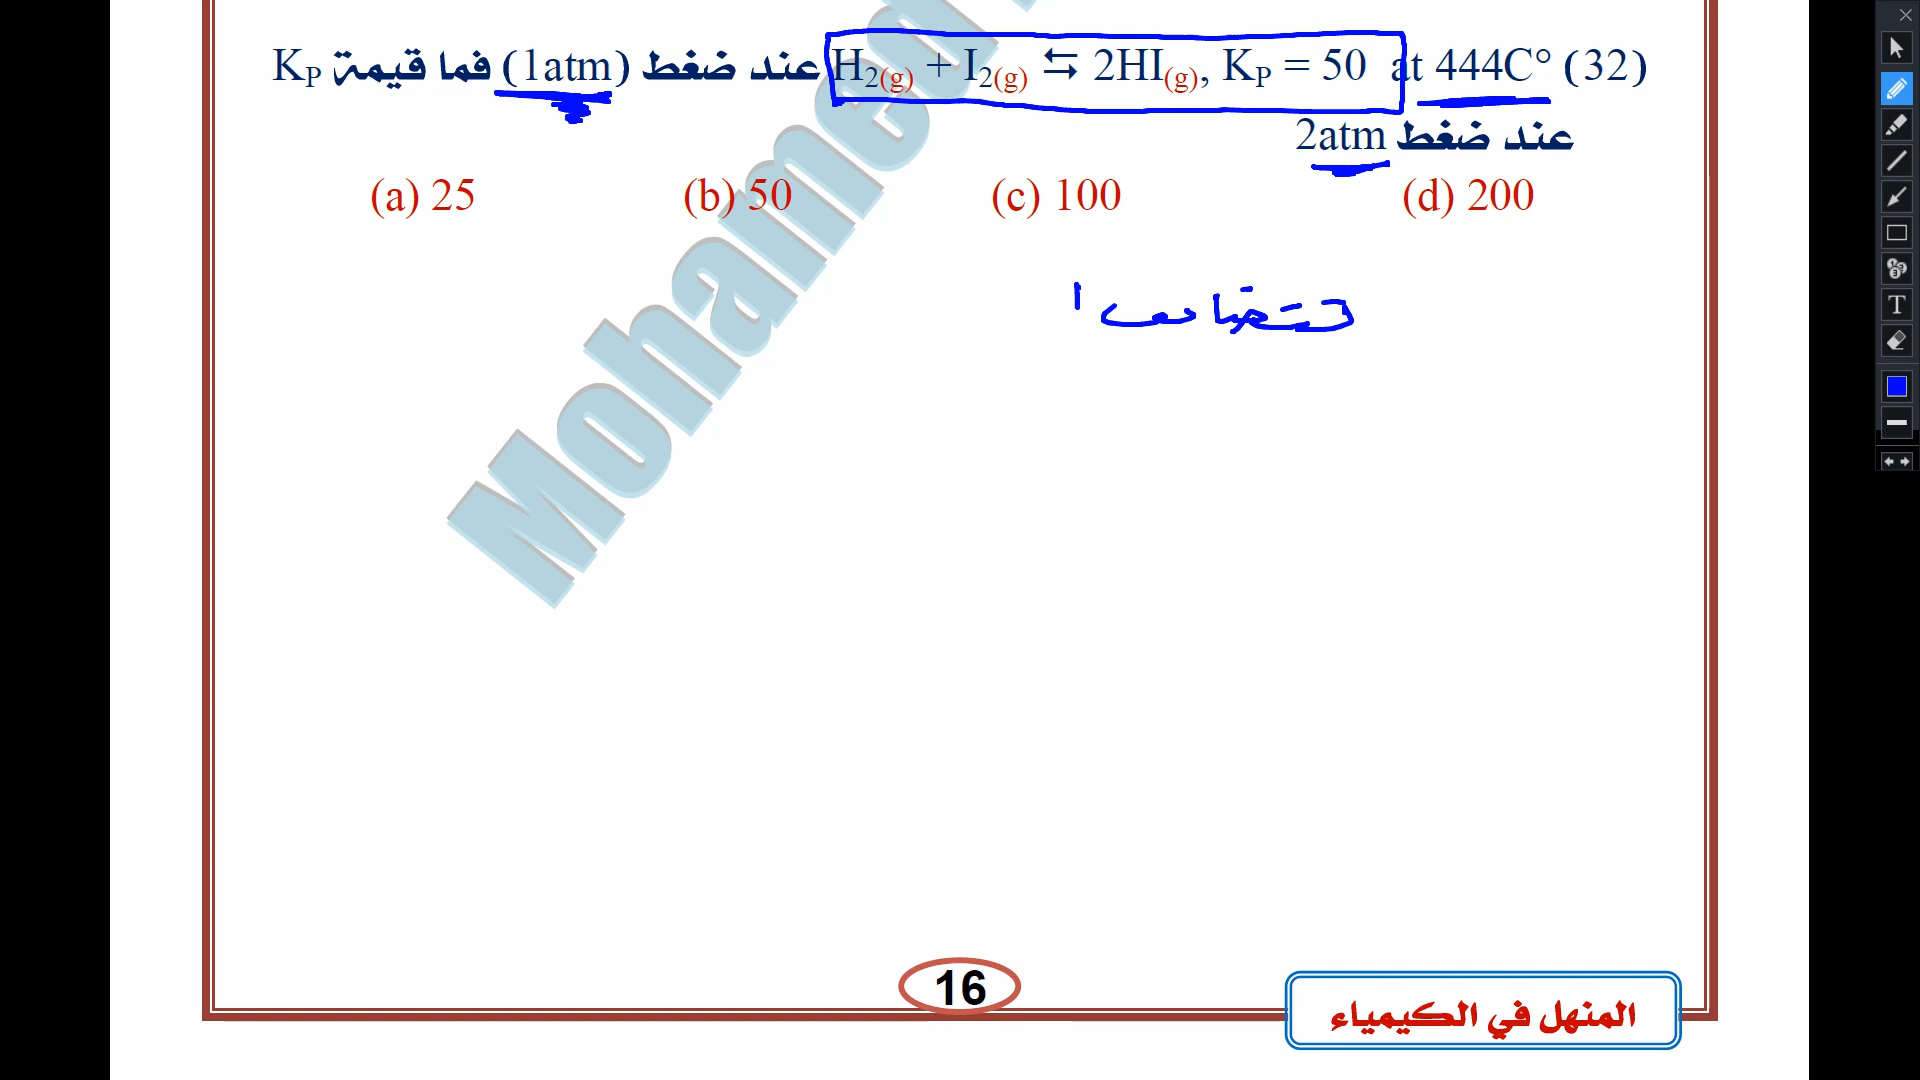 (32) H2(g) + I2(g) ⇆ 2HI(g), KP = 50 at 444C° عند ضغط (1atm) فما قيمة KP
عند ضغط 2atm
(a) 25 (b) 50 (c) 100 (d) 200
Mohamed
16
المنهل في الكيمياء